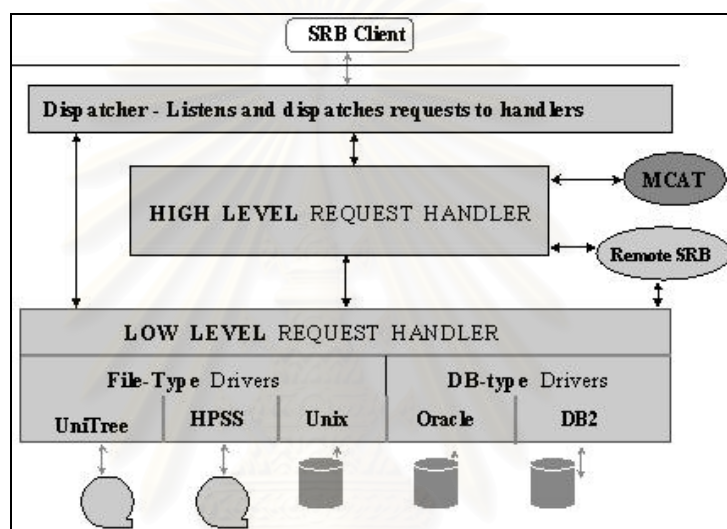 SRB Client
Dispatcher - Listens and dispatches requests to handlers
HIGH LEVEL REQUEST HANDLER
MCAT
Remote SRB
LOW LEVEL REQUEST HANDLER
File-Type Drivers
DB-type Drivers
UniTree
HPSS
Unix
Oracle
DB2